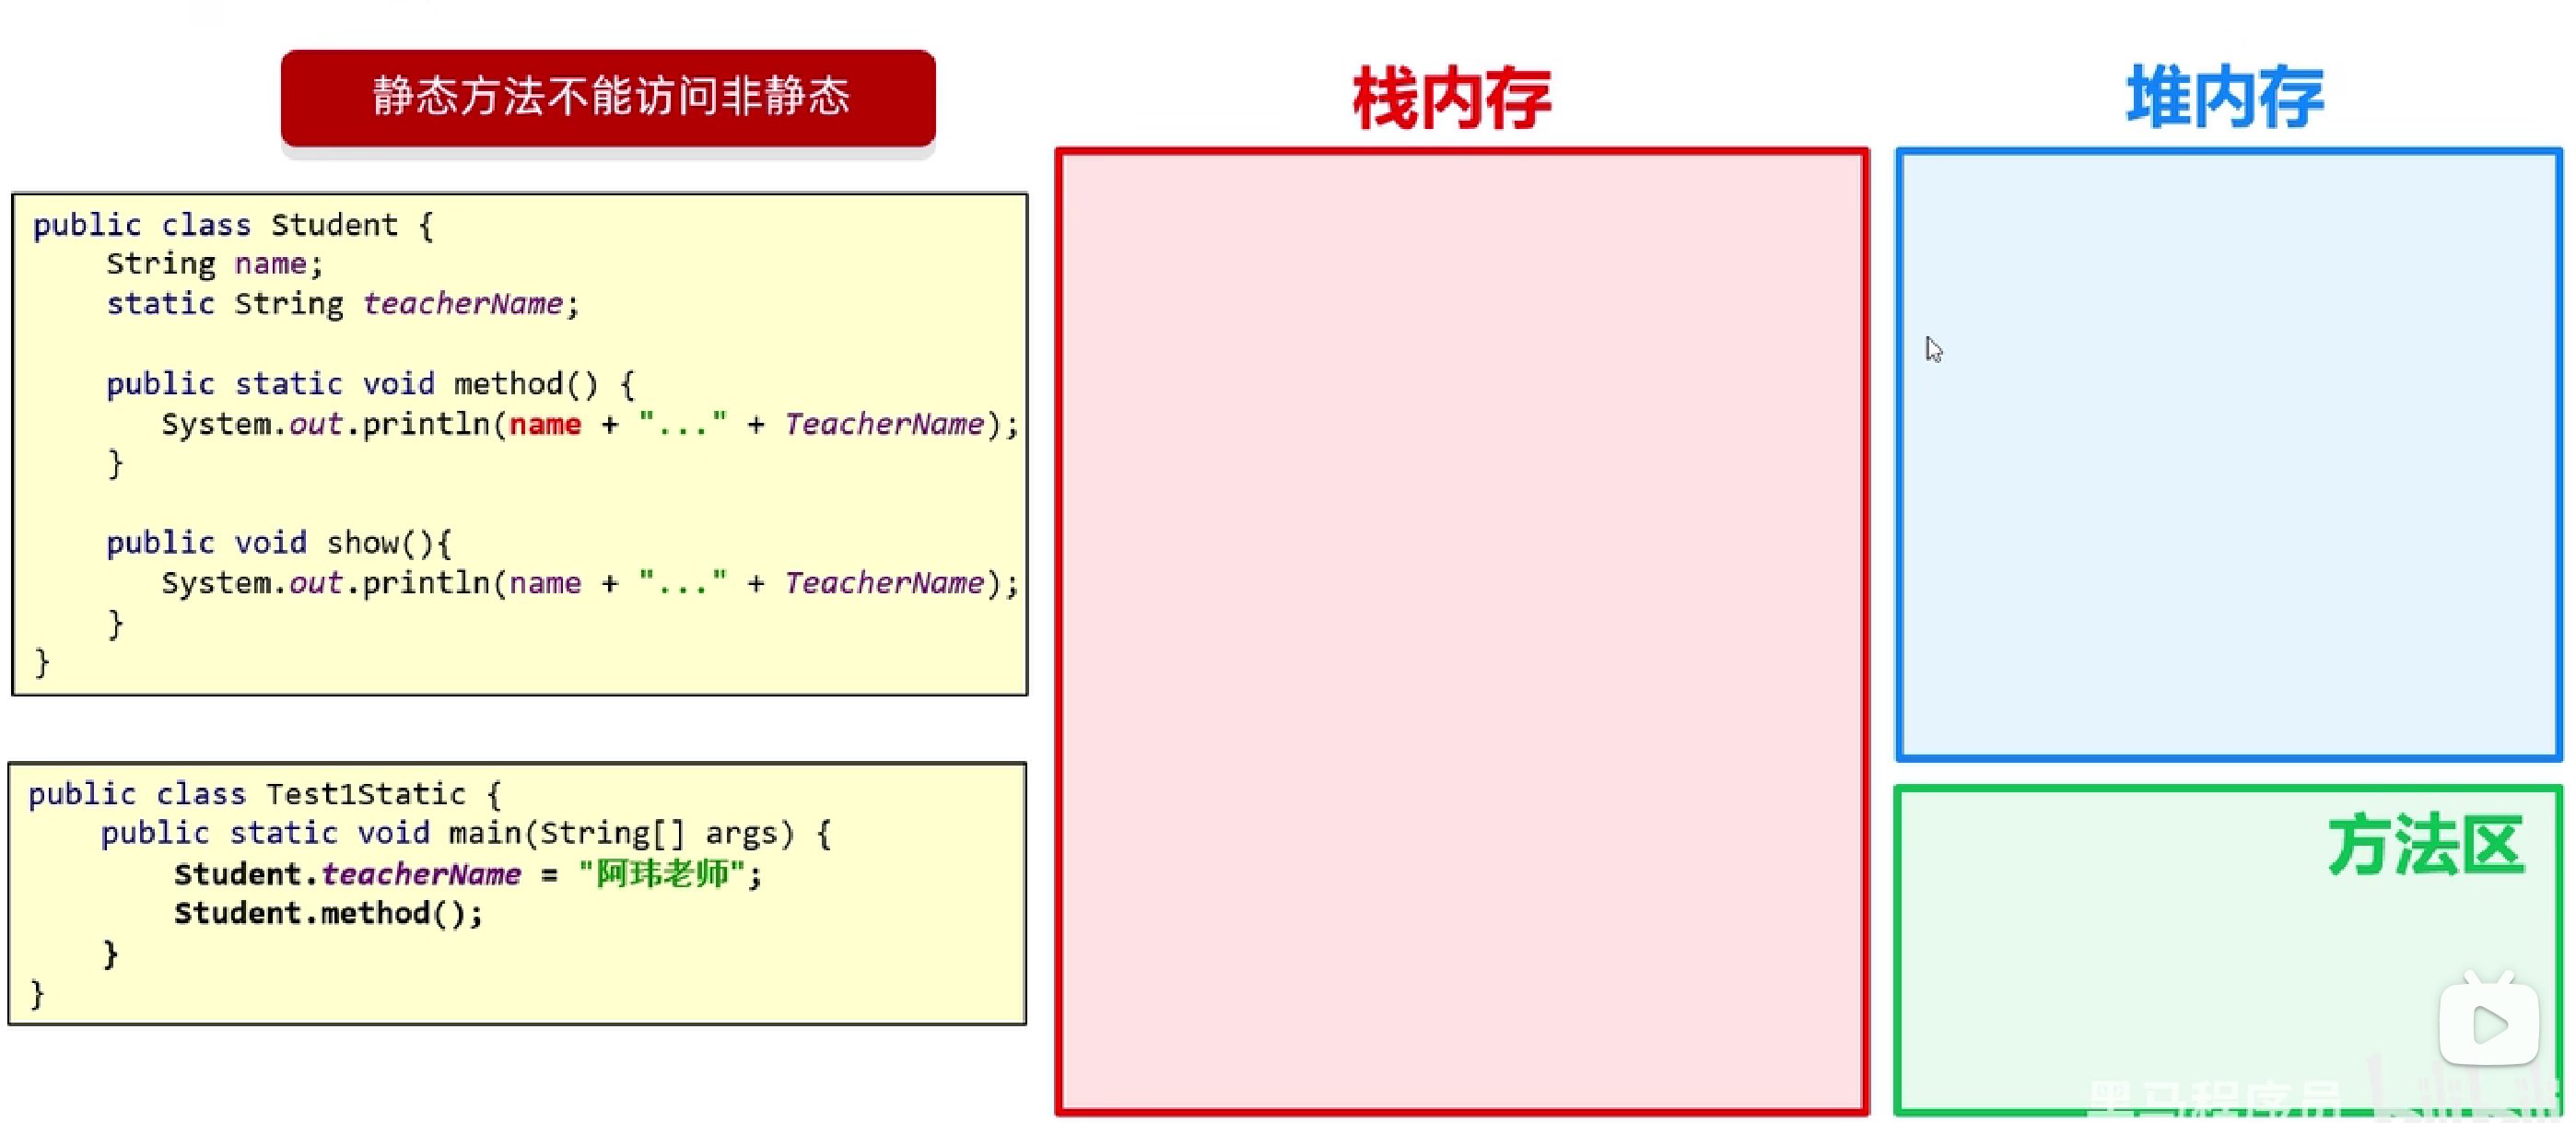 静态方法不能访问非静态
public class Student {
String name;
static String teacherName;
public static void method() {
System.out.println(name + "..." + TeacherName);
}
public void show(){
System.out.println(name + "..." + TeacherName);
}
}
public class Test1Static {
public static void main(String[] args) {
Student.teacherName = "阿玮老师";
Student.method();
}
}
栈内存
堆内存
方法区
黑马程序员
bilibili